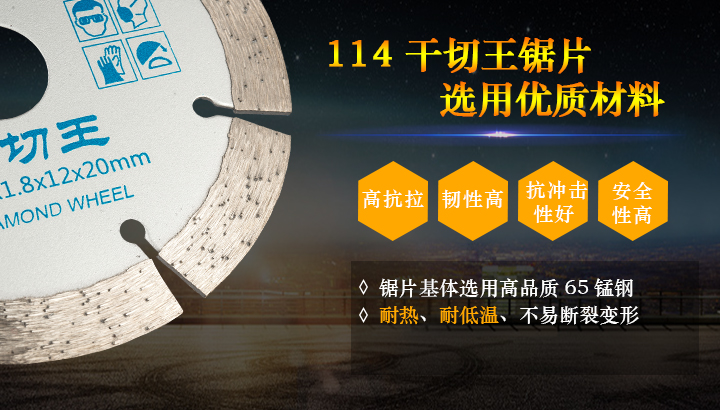 切王
1.8x12x20mm
AMOND WHEEL
114 干切王锯片
选用优质材料
高抗拉
韧性高
抗冲击
性好
安全
性高
◊ 锯片基体选用高品质 65 锰钢
◊ 耐热、耐低温、不易断裂变形